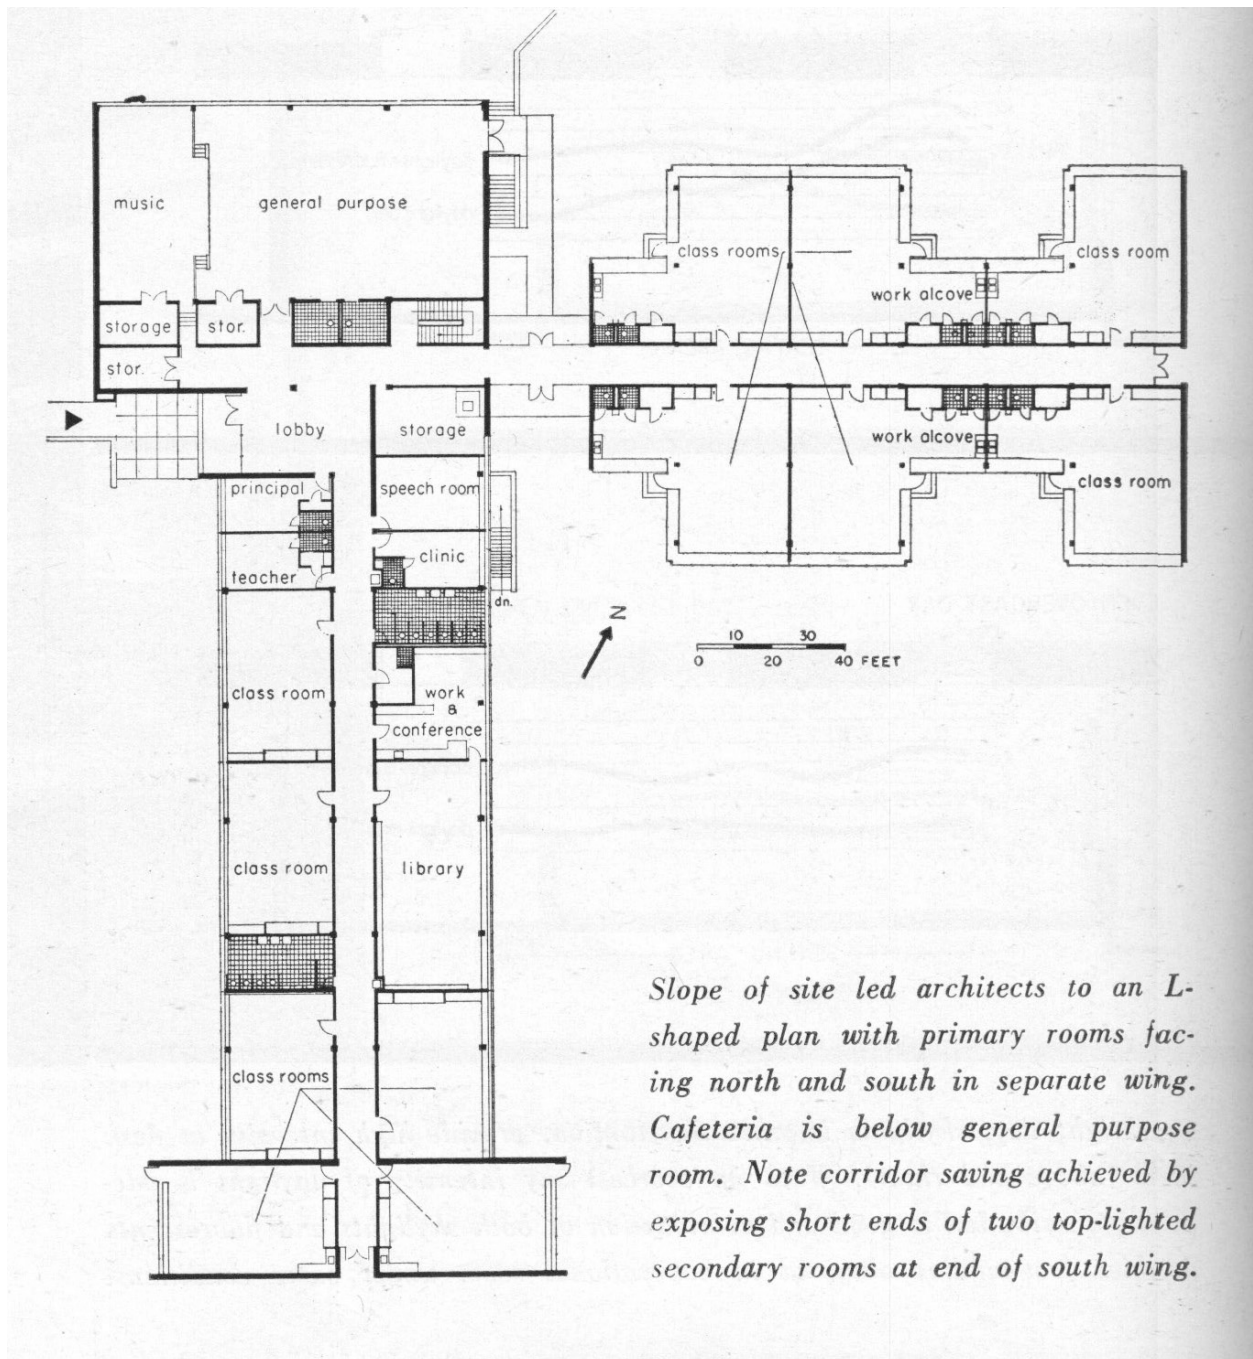 music
general purpose
class rooms
class room
work alcove
storage
stor.
stor.
lobby
storage
work alcove
class room
principal
speech room
clinic
teacher
dn.
N
10 30
0 20 40 FEET
class room
work
&
conference
class room
library
class rooms
Slope of site led architects to an L-
shaped plan with primary rooms fac-
ing north and south in separate wing.
Cafeteria is below general purpose
room. Note corridor saving achieved by
exposing short ends of two top-lighted
secondary rooms at end of south wing.